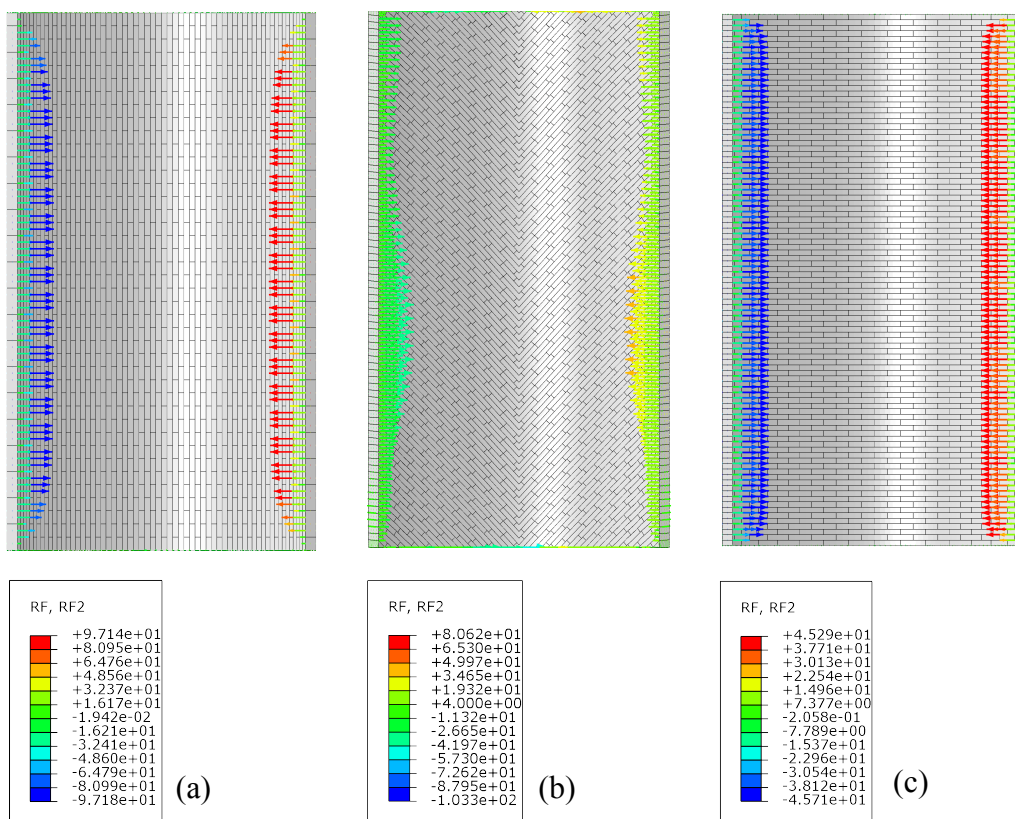 RF, RF2
+9.714e+01
+8.095e+01
+6.476e+01
+4.856e+01
+3.237e+01
+1.617e+01
-1.942e-02
-1.621e+01
-3.241e+01
-4.860e+01
-6.479e+01
-8.099e+01
-9.718e+01
(a)
RF, RF2
+8.062e+01
+6.530e+01
+4.997e+01
+3.465e+01
+1.932e+01
+4.000e+00
-1.132e+01
-2.665e+01
-4.197e+01
-5.730e+01
-7.262e+01
-8.795e+01
-1.033e+02
(b)
RF, RF2
+4.529e+01
+3.771e+01
+3.013e+01
+2.254e+01
+1.496e+01
+7.377e+00
-2.058e-01
-7.789e+00
-1.537e+01
-2.296e+01
-3.054e+01
-3.812e+01
-4.571e+01
(c)